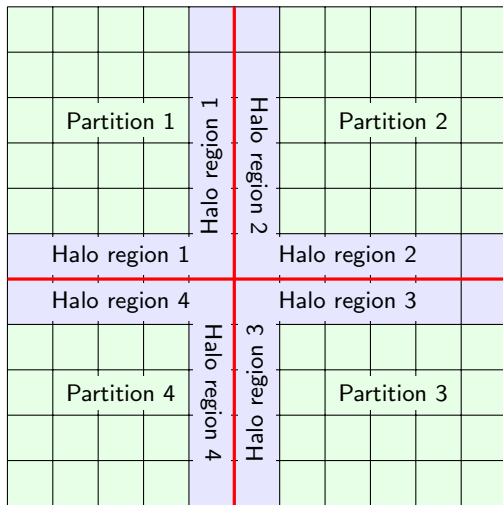 Partition 1
Halo region 1
Halo region 2
Partition 2
Halo region 1
Halo region 2
Halo region 4
Halo region 3
Partition 4
Halo region 4
Halo region 3
Partition 3